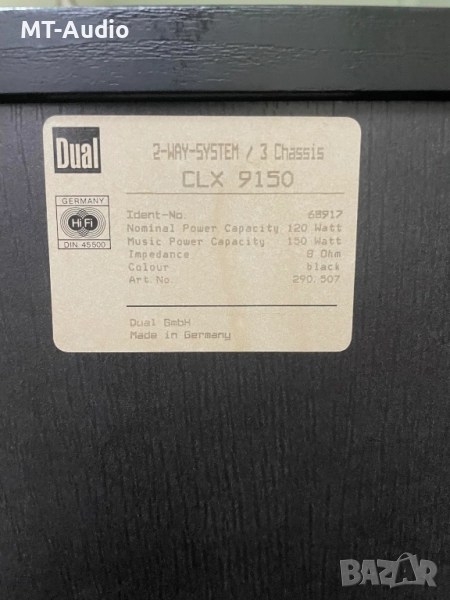 MT-Audio
Dual
2-WAY-SYSTEM / 3 Chassis
CLX 9150
GERMANY
HiFi
DIN 45500
Ident-No. 68917
Nominal Power Capacity 120 Watt
Music Power Capacity 150 Watt
Impedance 8 Ohm
Colour black
Art.No. 290.507
Dual GmbH
Made in Germany
BAZAR